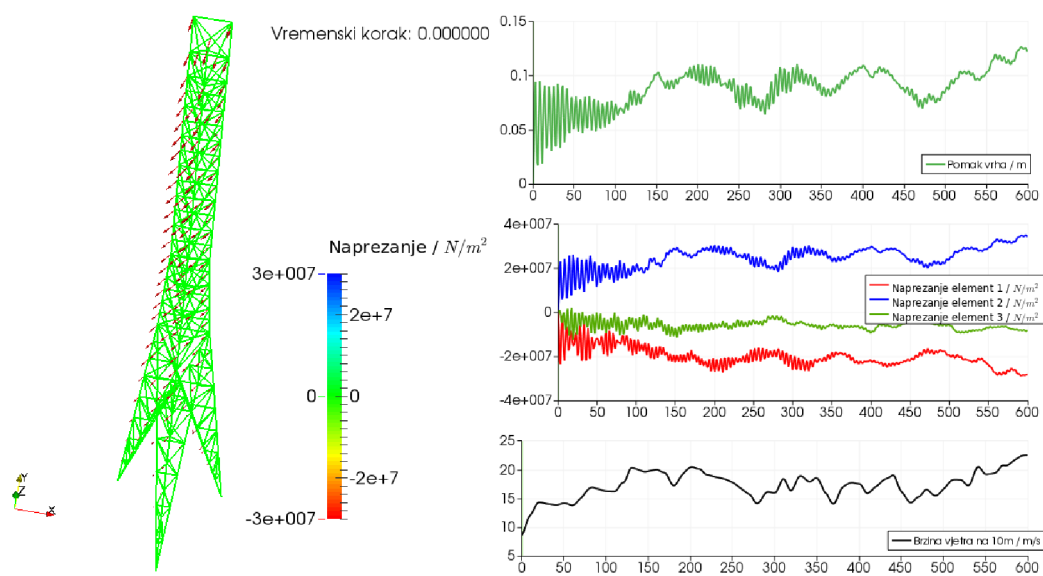 Vremenski korak: 0.000000
Naprezanje / N/m²
3e+007
2e+7
0
0
-2e+7
-3e+007
Y
Z
X
0.15
0.1
0.05
0
Pomak vrha / m
0 50 100 150 200 250 300 350 400 450 500 550 600
4e+007
2e+007
0
-2e+007
-4e+007
Naprezanje element 1 / N/m²
Naprezanje element 2 / N/m²
Naprezanje element 3 / N/m²
0 50 100 150 200 250 300 350 400 450 500 550 600
25
20
15
10
5
Brzina vjetra na 10m / m/s
0 50 100 150 200 250 300 350 400 450 500 550 600